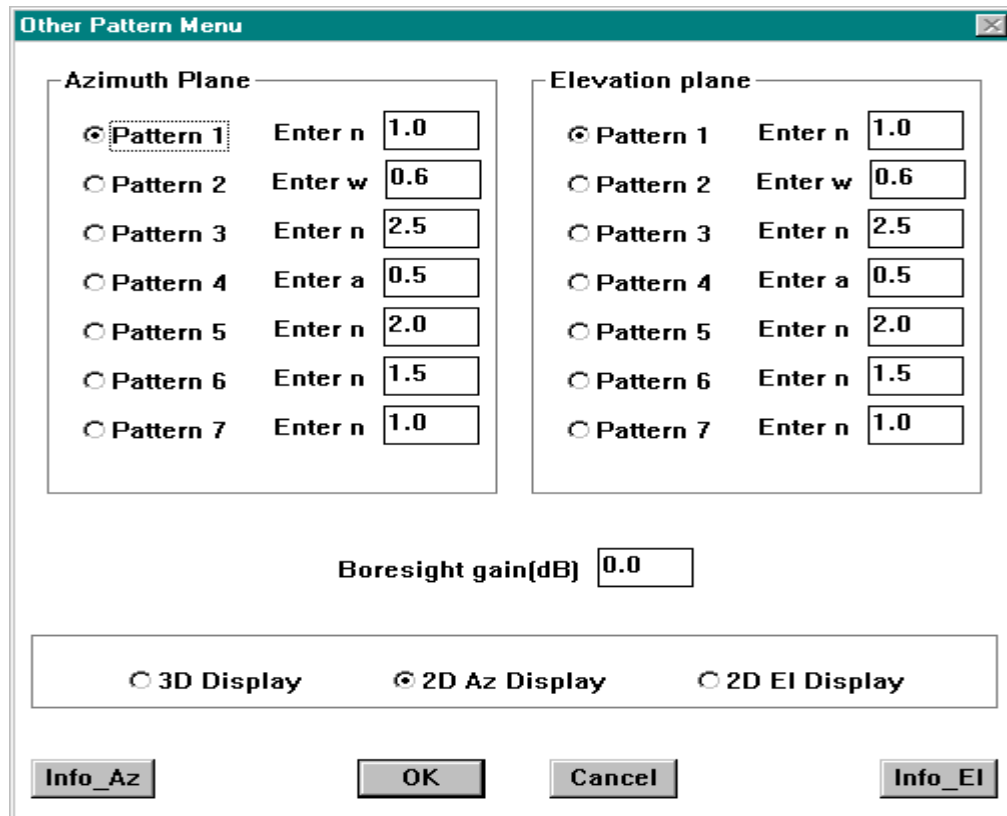 Other Pattern Menu
Azimuth Plane
Pattern 1 Enter n 1.0
Pattern 2 Enter w 0.6
Pattern 3 Enter n 2.5
Pattern 4 Enter a 0.5
Pattern 5 Enter n 2.0
Pattern 6 Enter n 1.5
Pattern 7 Enter n 1.0
Elevation plane
Pattern 1 Enter n 1.0
Pattern 2 Enter w 0.6
Pattern 3 Enter n 2.5
Pattern 4 Enter a 0.5
Pattern 5 Enter n 2.0
Pattern 6 Enter n 1.5
Pattern 7 Enter n 1.0
Boresight gain(dB) 0.0
3D Display 2D Az Display 2D El Display
Info_Az OK Cancel Info_El